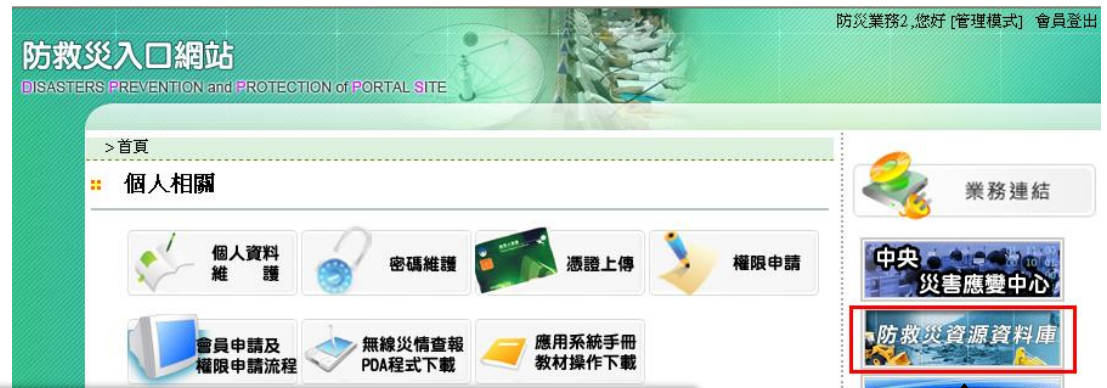 防災業務2,您好 [管理模式] 會員登出
防救災入口網站
DISASTERS PREVENTION and PROTECTION of PORTAL SITE
>首頁
個人相關
個人資料
維 護
密碼維護
憑證上傳
權限申請
會員申請及
權限申請流程
無線災情查報
PDA程式下載
應用系統手冊
教材操作下載
業務連結
中央
災害應變中心
防救災資源資料庫